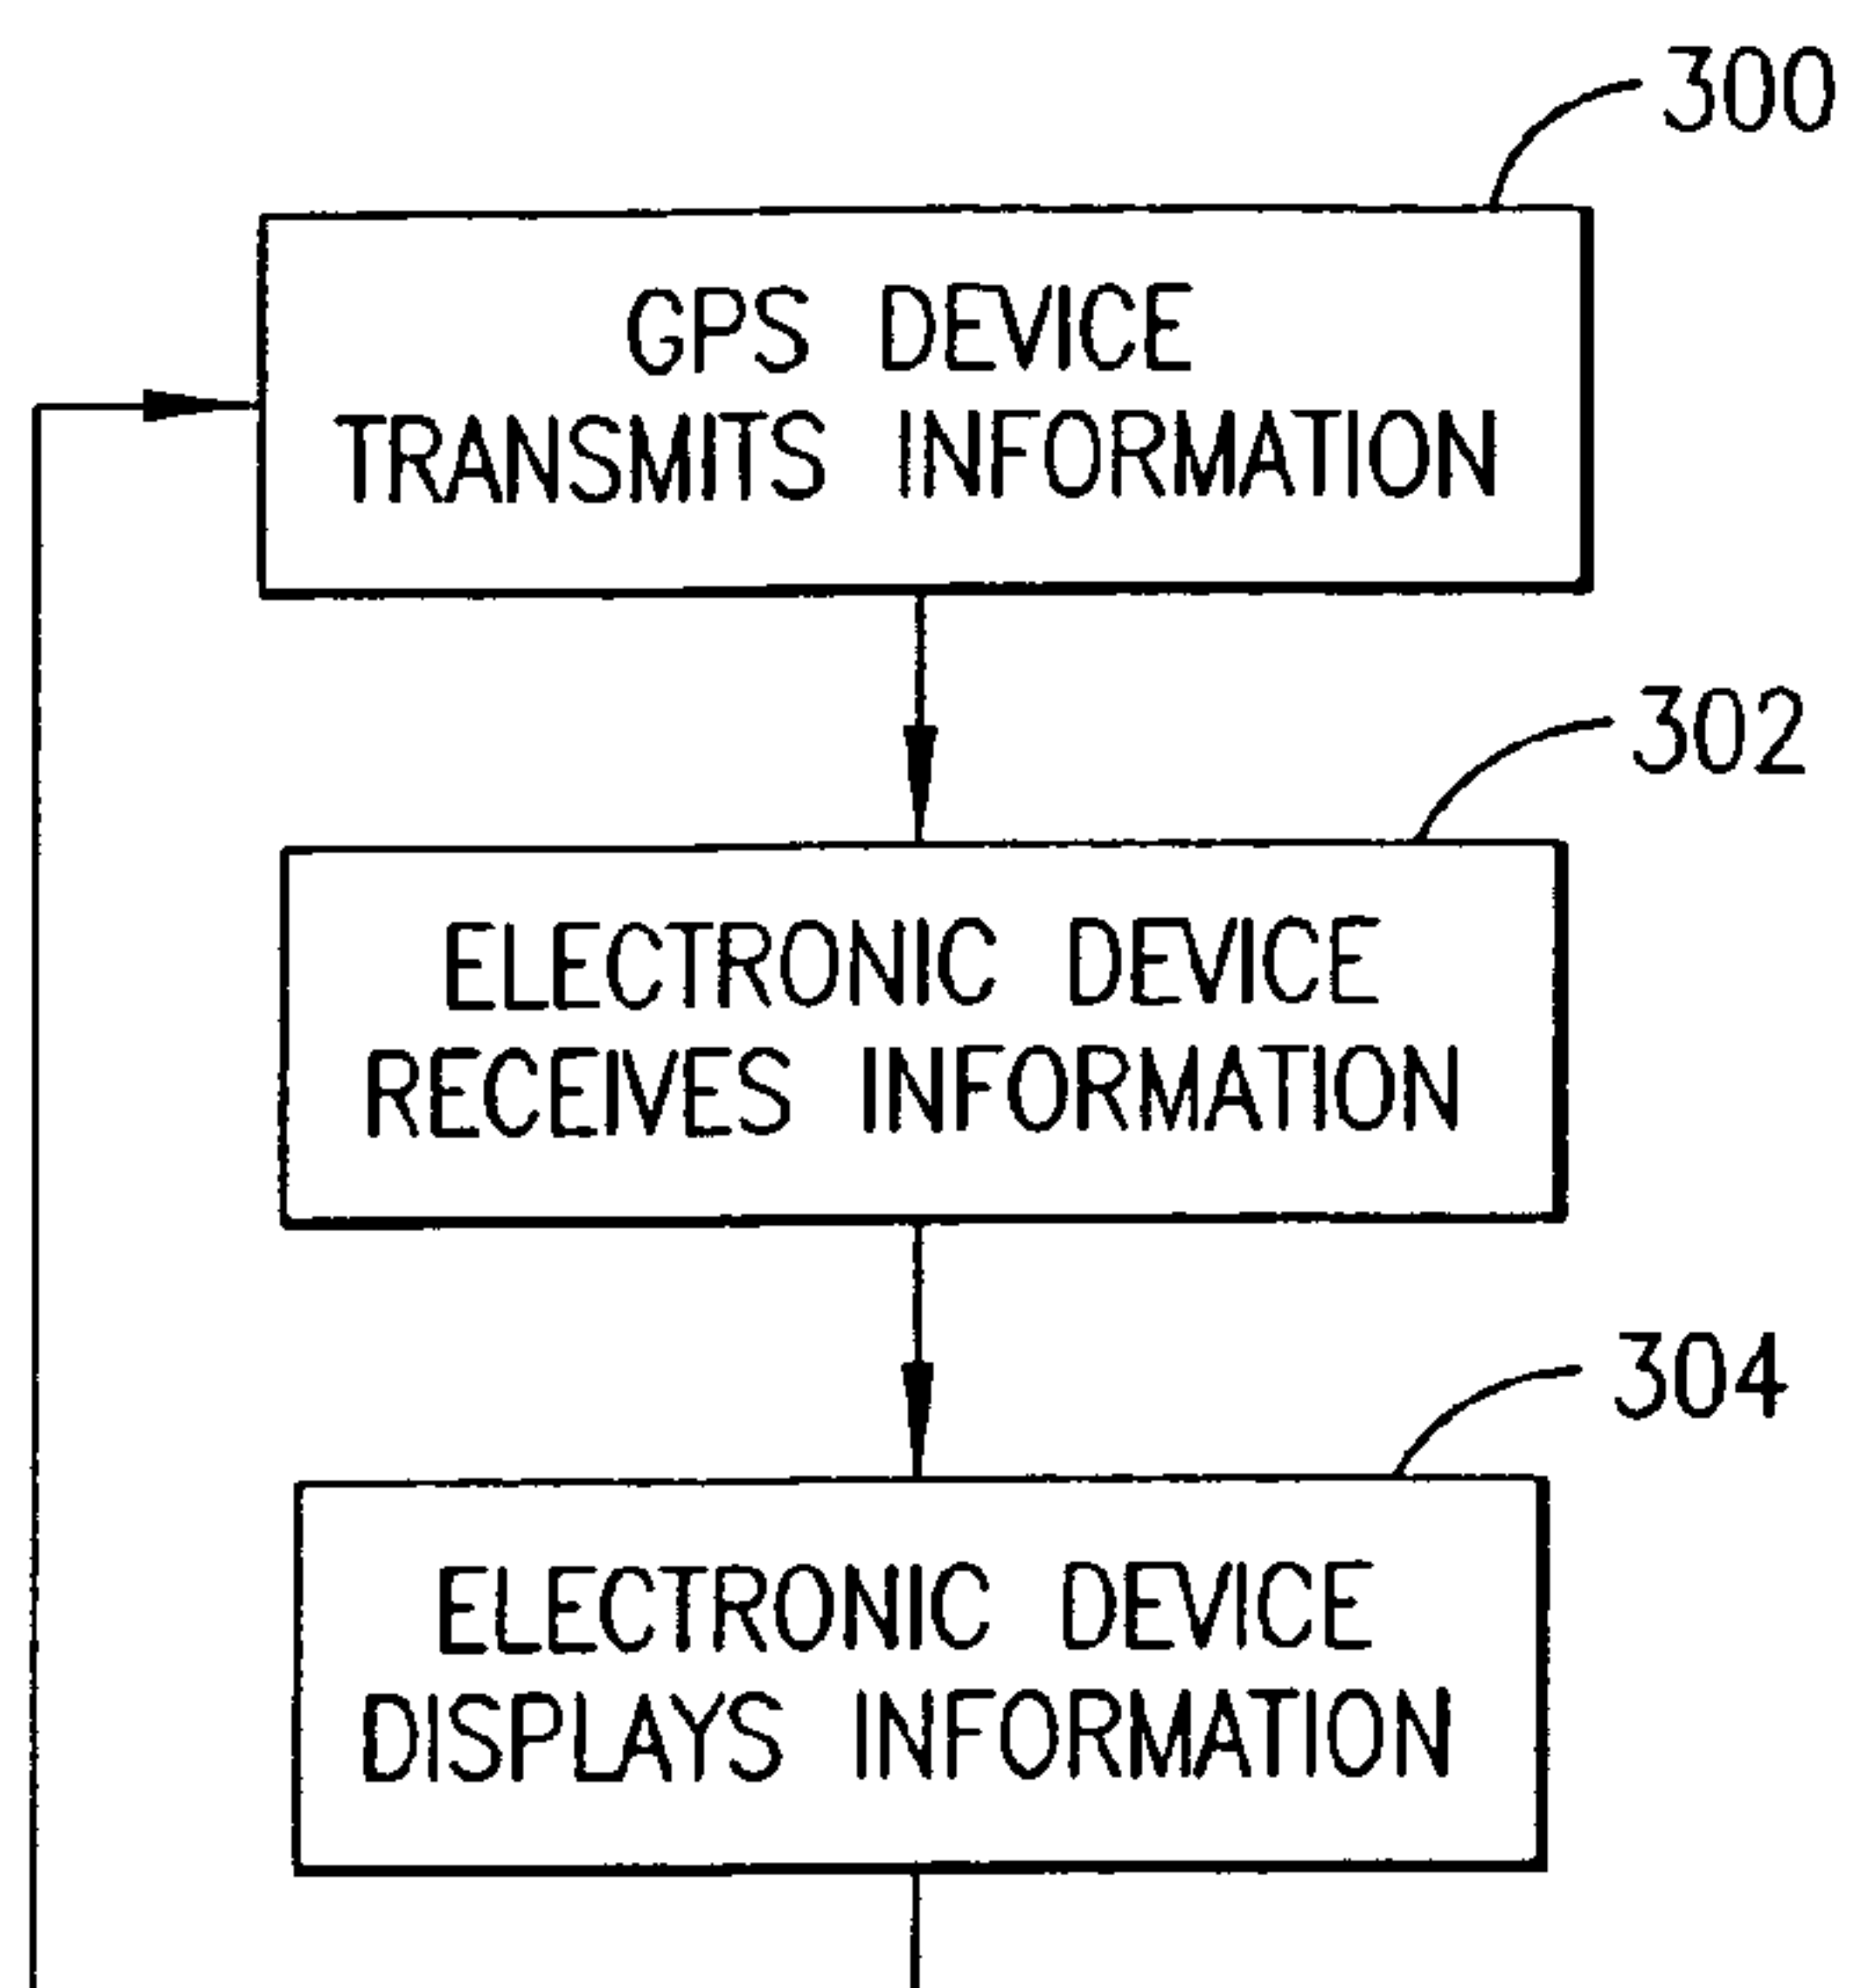 300
GPS DEVICE
TRANSMITS INFORMATION
302
ELECTRONIC DEVICE
RECEIVES INFORMATION
304
ELECTRONIC DEVICE
DISPLAYS INFORMATION